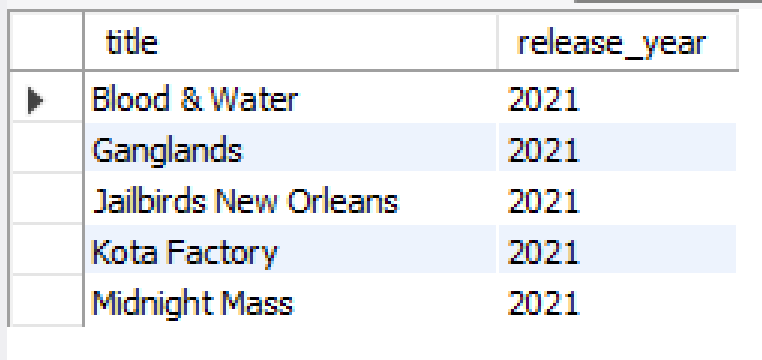 title release_year
Blood & Water 2021
Ganglands 2021
Jailbirds New Orleans 2021
Kota Factory 2021
Midnight Mass 2021